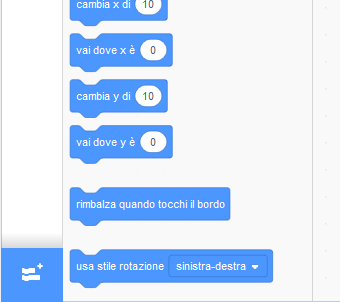 cambia x di 10
vai dove x è 0
cambia y di 10
vai dove y è 0
rimbalza quando tocchi il bordo
usa stile rotazione sinistra-destra